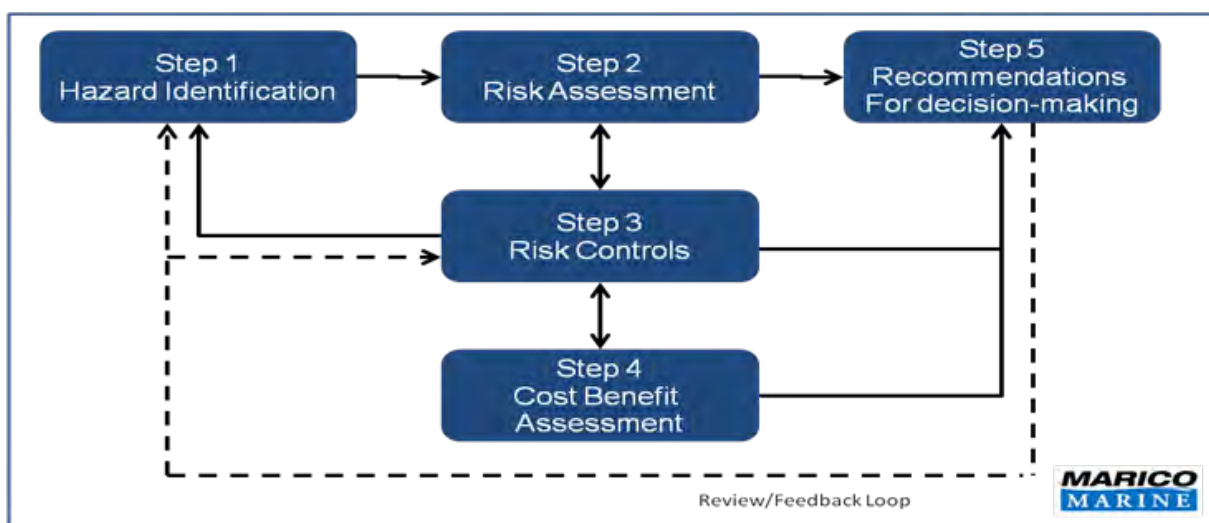 Step 1
Hazard Identification
Step 2
Risk Assessment
Step 5
Recommendations
For decision-making
Step 3
Risk Controls
Step 4
Cost Benefit
Assessment
Review/Feedback Loop
MARICO
MARINE